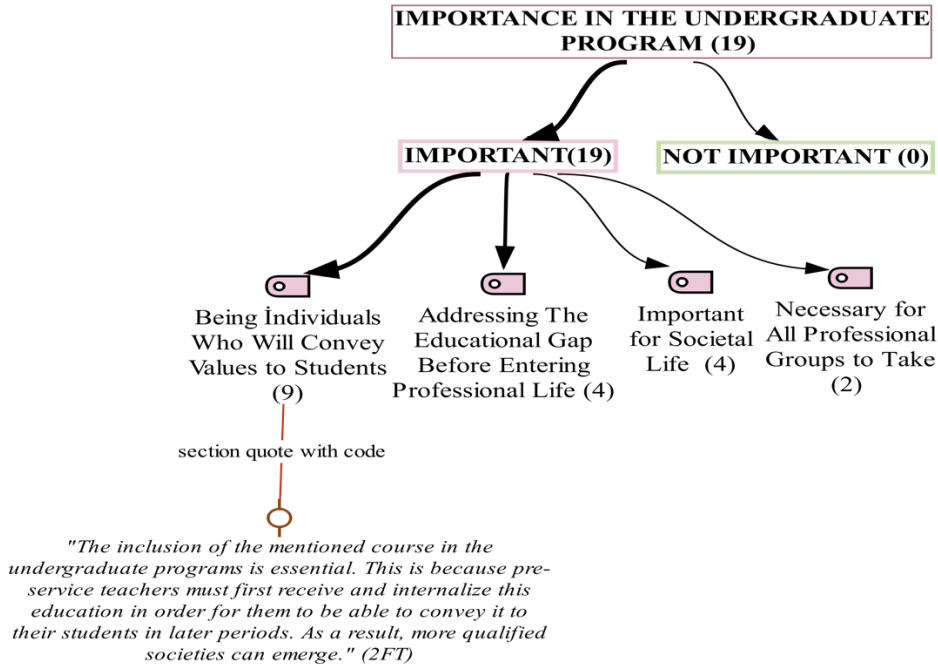 IMPORTANCE IN THE UNDERGRADUATE
PROGRAM (19)
IMPORTANT(19)
NOT IMPORTANT (0)
Being İndividuals
Who Will Convey
Values to Students
(9)
Addressing The
Educational Gap
Before Entering
Professional Life (4)
Important
for Societal
Life (4)
Necessary for
All Professional
Groups to Take
(2)
section quote with code
"The inclusion of the mentioned course in the
undergraduate programs is essential. This is because pre-
service teachers must first receive and internalize this
education in order for them to be able to convey it to
their students in later periods. As a result, more qualified
societies can emerge." (2FT)